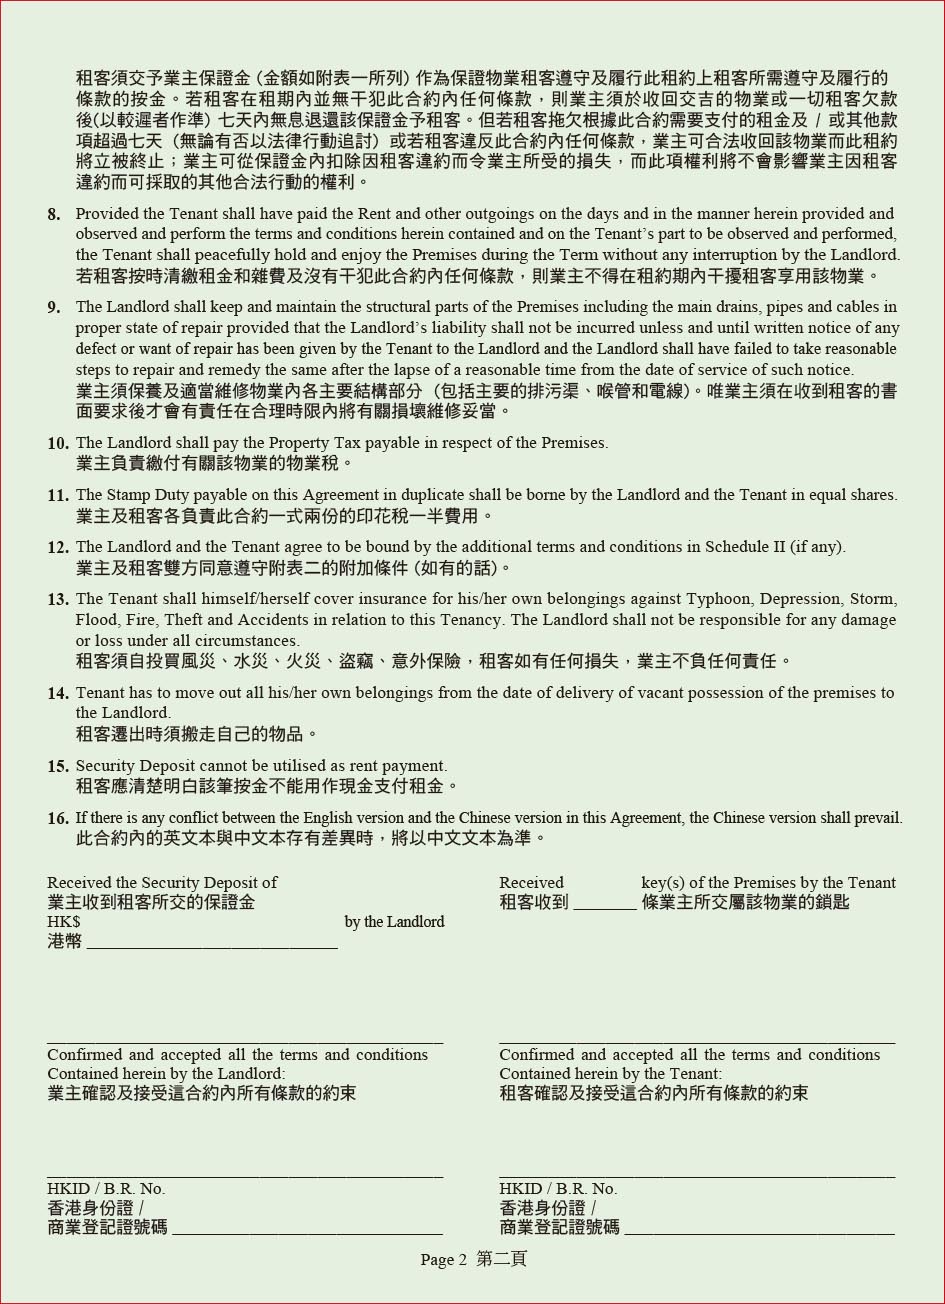 租客須交予業主保證金 (金額如附表一所列) 作為保證物業租客遵守及履行此租約上租客所需遵守及履行的
條款的按金。若租客在租期內並無干犯此合約內任何條款，則業主須於收回交吉的物業或一切租客欠款
後(以較遲者作準) 七天內無息退還該保證金予租客。但若租客拖欠根據此合約需要支付的租金及 / 或其他款
項超過七天 (無論有否以法律行動追討) 或若租客違反此合約內任何條款，業主可合法收回該物業而此租約
將立被終止；業主可從保證金內扣除因租客違約而令業主所受的損失，而此項權利將不會影響業主因租客
違約而可採取的其他合法行動的權利。
8. Provided the Tenant shall have paid the Rent and other outgoings on the days and in the manner herein provided and
observed and perform the terms and conditions herein contained and on the Tenant's part to be observed and performed,
the Tenant shall peacefully hold and enjoy the Premises during the Term without any interruption by the Landlord.
若租客按時清繳租金和雜費及沒有干犯此合約內任何條款，則業主不得在租約期內干擾租客享用該物業。
9. The Landlord shall keep and maintain the structural parts of the Premises including the main drains, pipes and cables in
proper state of repair provided that the Landlord's liability shall not be incurred unless and until written notice of any
defect or want of repair has been given by the Tenant to the Landlord and the Landlord shall have failed to take reasonable
steps to repair and remedy the same after the lapse of a reasonable time from the date of service of such notice.
業主須保養及適當維修物業內各主要結構部分 (包括主要的排污渠、喉管和電線)。唯業主須在收到租客的書
面要求後才會有責任在合理時限內將有關損壞維修妥當。
10. The Landlord shall pay the Property Tax payable in respect of the Premises.
業主負責繳付有關該物業的物業稅。
11. The Stamp Duty payable on this Agreement in duplicate shall be borne by the Landlord and the Tenant in equal shares.
業主及租客各負責此合約一式兩份的印花稅一半費用。
12. The Landlord and the Tenant agree to be bound by the additional terms and conditions in Schedule II (if any).
業主及租客雙方同意遵守附表二的附加條件 (如有的話)。
13. The Tenant shall himself/herself cover insurance for his/her own belongings against Typhoon, Depression, Storm,
Flood, Fire, Theft and Accidents in relation to this Tenancy. The Landlord shall not be responsible for any damage
or loss under all circumstances.
租客須自投買風災、水災、火災、盜竊、意外保險，租客如有任何損失，業主不負任何責任。
14. Tenant has to move out all his/her own belongings from the date of delivery of vacant possession of the premises to
the Landlord.
租客遷出時須搬走自己的物品。
15. Security Deposit cannot be utilised as rent payment.
租客應清楚明白該筆按金不能用作現金支付租金。
16. If there is any conflict between the English version and the Chinese version in this Agreement, the Chinese version shall prevail.
此合約內的英文本與中文本存有差異時，將以中文文本為準。
Received the Security Deposit of
業主收到租客所交的保證金
HK$ by the Landlord
港幣 ____________________________
Received key(s) of the Premises by the Tenant
租客收到 _______ 條業主所交屬該物業的鎖匙
Confirmed and accepted all the terms and conditions
Contained herein by the Landlord:
業主確認及接受這合約內所有條款的約束
Confirmed and accepted all the terms and conditions
Contained herein by the Tenant:
租客確認及接受這合約內所有條款的約束
HKID / B.R. No.
香港身份證 /
商業登記證號碼 ______________________________
HKID / B.R. No.
香港身份證 /
商業登記證號碼 ______________________________
Page 2 第二頁